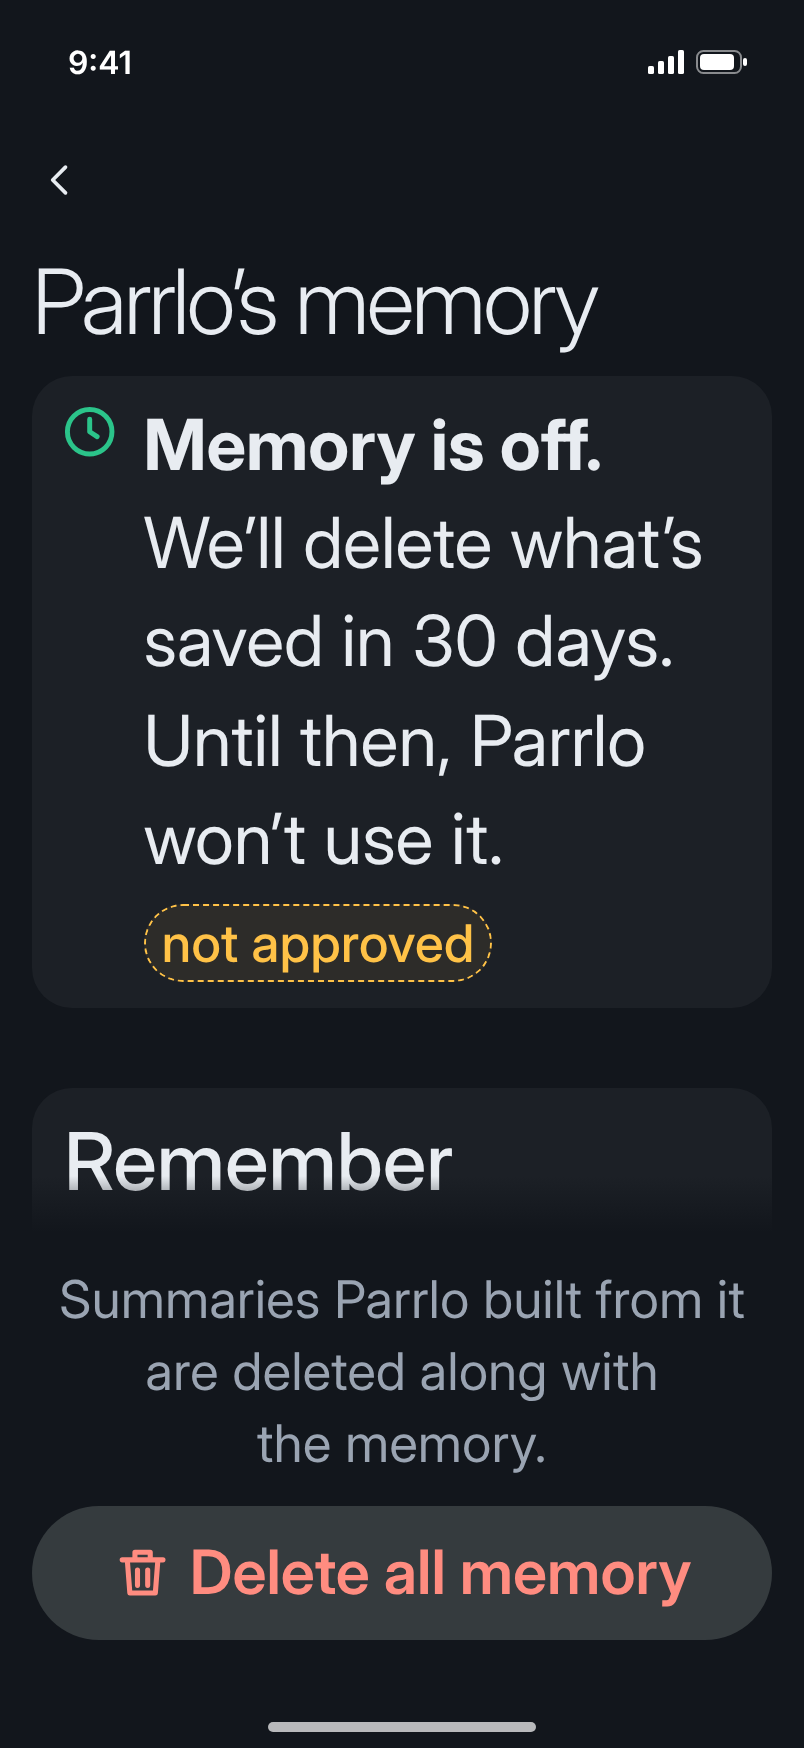 9:41
Parrlo’s memory
Memory is off.
We’ll delete what’s
saved in 30 days.
Until then, Parrlo
won’t use it.
not approved
Remember
Summaries Parrlo built from it
are deleted along with
the memory.
Delete all memory